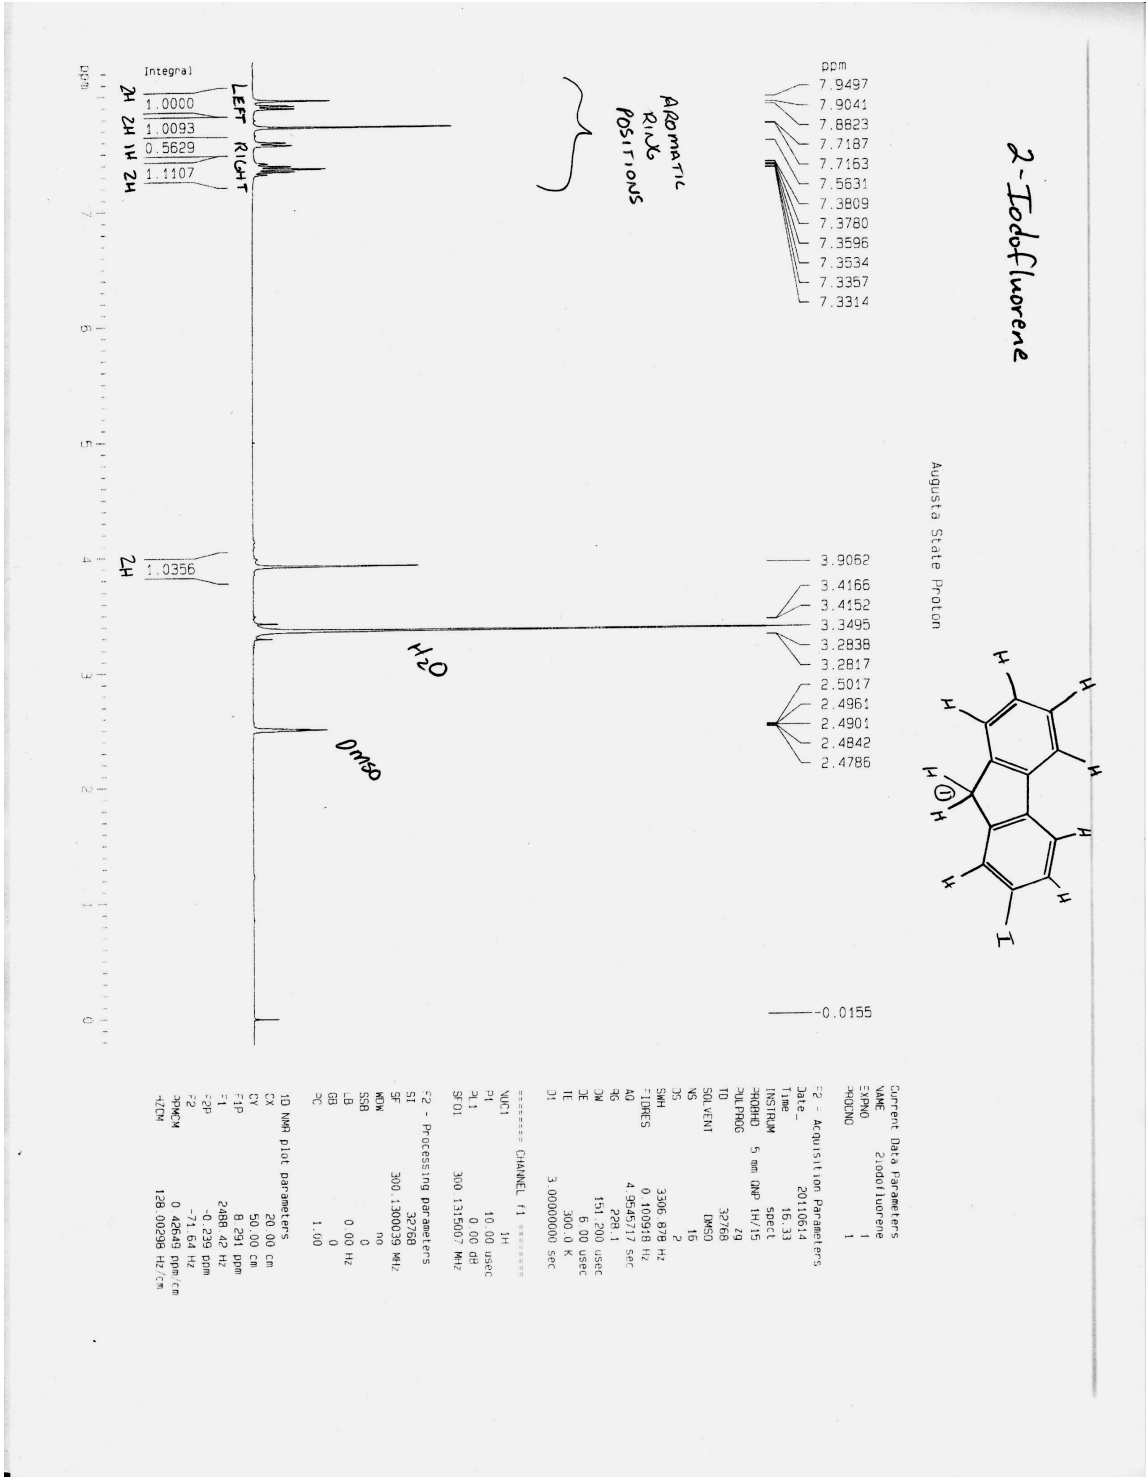 2-Iodofluorene
Augusta State Proton
ppm
7.9497
7.9041
7.8823
7.7187
7.7163
7.5631
7.3809
7.3780
7.3596
7.3534
7.3357
7.3314
3.9062
3.4166
3.4152
3.3495
3.2838
3.2817
2.5017
2.4961
2.4901
2.4842
2.4786
-0.0155
H
H
H
H
H
H
H
H
H
I
①
AROMATIC
RING
POSITIONS
H2O
DMSO
LEFT
RIGHT
Integral
1.0000
1.0093
0.5629
1.1107
1.0356
2H
2H
1H
2H
2H
ppm
7
6
5
4
3
2
1
0
Current Data Parameters
NAME 2iodofluorene
EXPNO 1
PROCNO 1
F2 - Acquisition Parameters
Date_ 20110614
Time 16.33
INSTRUM spect
PROBHD 5 mm QNP 1H/15
PULPROG zg
TD 32768
SOLVENT DMSO
NS 16
DS 2
SWH 3306.878 Hz
FIDRES 0.100918 Hz
AQ 4.9545717 sec
RG 228.1
DW 151.200 usec
DE 6.00 usec
TE 300.0 K
D1 3.00000000 sec
======== CHANNEL f1 ========
NUC1 1H
P1 10.00 usec
PL1 0.00 dB
SFO1 300.1315007 MHz
F2 - Processing parameters
SI 32768
SF 300.1300039 MHz
WDW no
SSB 0
LB 0.00 Hz
GB 0
PC 1.00
1D NMR plot parameters
CX 20.00 cm
CY 50.00 cm
F1P 8.291 ppm
F1 2488.42 Hz
F2P -0.239 ppm
F2 -71.64 Hz
PPMCM 0.42649 ppm/cm
HZCM 128.00298 Hz/cm